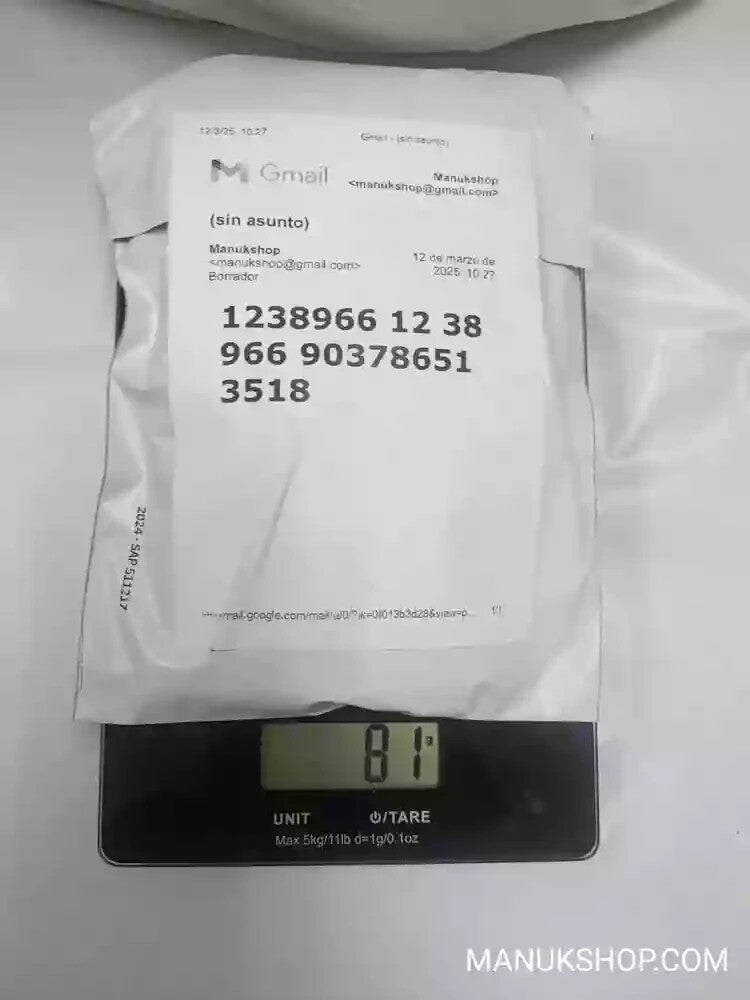 12/3/25, 10:27
Gmail - (sin asunto)
Gmail
Manukshop
<manukshop@gmail.com>
(sin asunto)
Manukshop
<manukshop@gmail.com>
Borrador
12 de marzo de
2025, 10:27
1238966 12 38
966 90378651
3518
2024 - SAP 511217
1/1
81 g
UNIT
⏻/TARE
Max 5kg/11lb d=1g/0.1oz
MANUKSHOP.COM